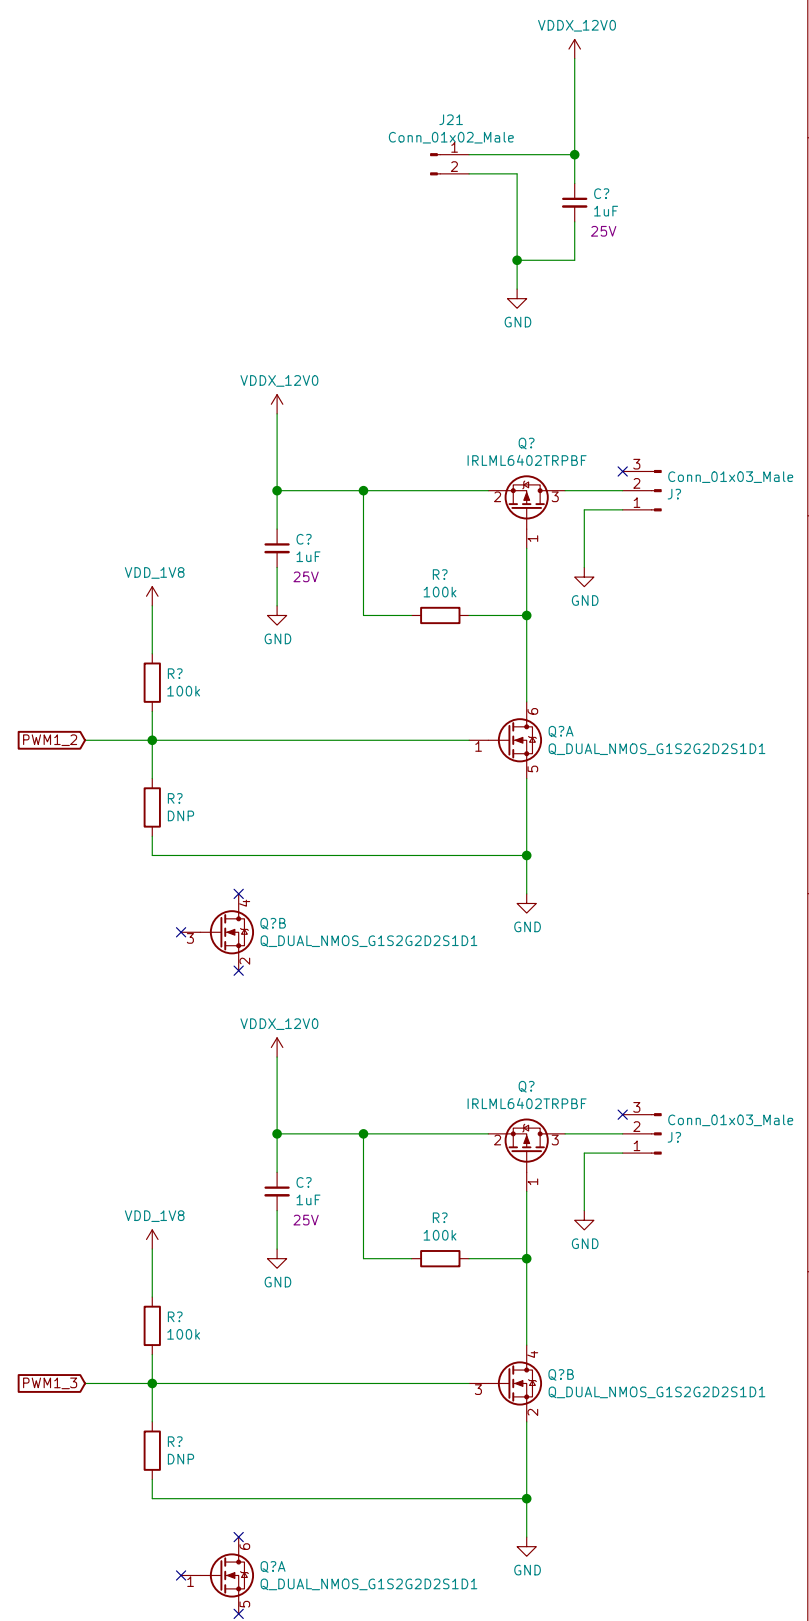 VDDX_12V0
J21
Conn_01x02_Male
1
2
C?
1uF
25V
GND
VDDX_12V0
Q?
IRLML6402TRPBF
2
3
1
3
2
1
Conn_01x03_Male
J?
GND
C?
1uF
25V
GND
R?
100k
VDD_1V8
R?
100k
PWM1_2
1
6
5
Q?A
Q_DUAL_NMOS_G1S2G2D2S1D1
R?
DNP
GND
4
3
2
Q?B
Q_DUAL_NMOS_G1S2G2D2S1D1
VDDX_12V0
Q?
IRLML6402TRPBF
2
3
1
3
2
1
Conn_01x03_Male
J?
GND
C?
1uF
25V
GND
R?
100k
VDD_1V8
R?
100k
PWM1_3
3
4
2
Q?B
Q_DUAL_NMOS_G1S2G2D2S1D1
R?
DNP
GND
6
1
5
Q?A
Q_DUAL_NMOS_G1S2G2D2S1D1